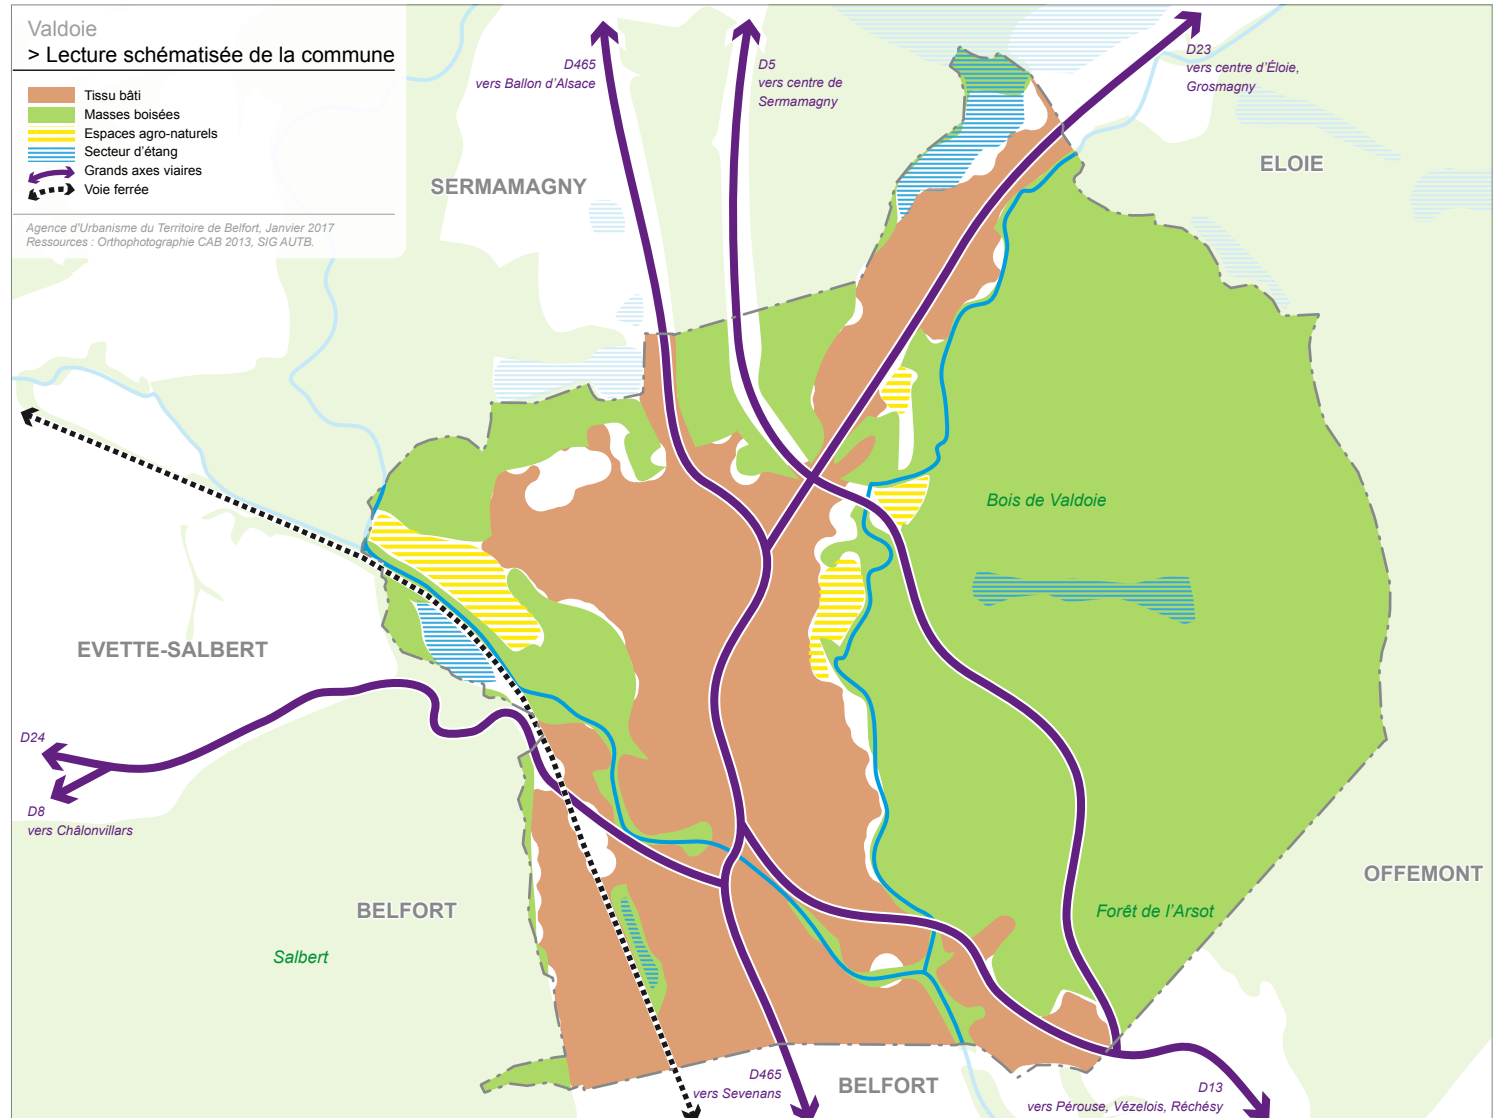 Valdoie
> Lecture schématisée de la commune
Tissu bâti
Masses boisées
Espaces agro-naturels
Secteur d'étang
Grands axes viaires
Voie ferrée
Agence d'Urbanisme du Territoire de Belfort, Janvier 2017
Ressources : Orthophotographie CAB 2013, SIG AUTB.
D465
vers Ballon d'Alsace
D5
vers centre de
Sermamagny
D23
vers centre d'Éloie,
Grosmagny
SERMAMAGNY
ELOIE
Bois de Valdoie
EVETTE-SALBERT
D24
D8
vers Châlonvillars
OFFEMONT
BELFORT
Forêt de l'Arsot
Salbert
D465
vers Sevenans
BELFORT
D13
vers Pérouse, Vézelois, Réchésy